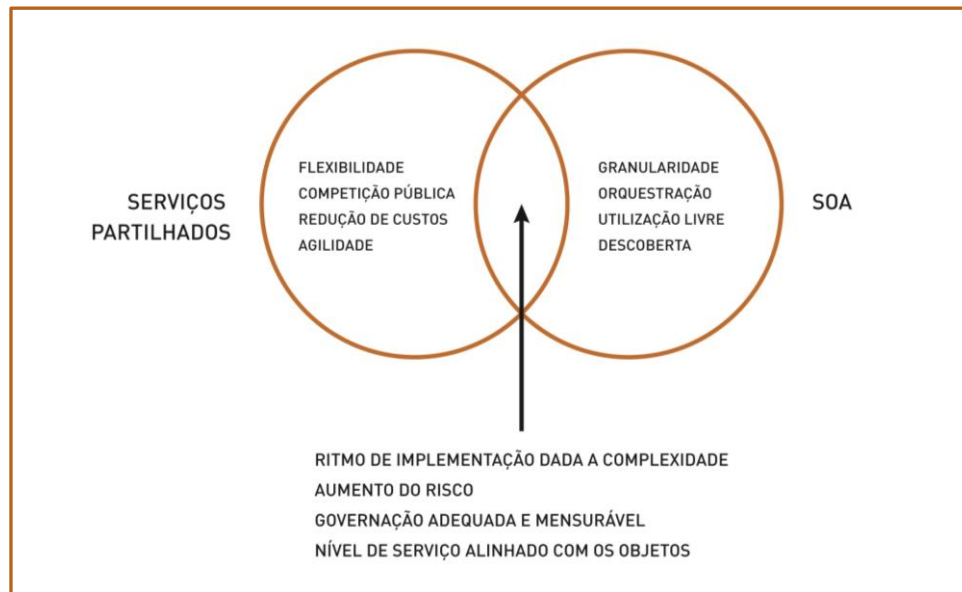 SERVIÇOS
PARTILHADOS
FLEXIBILIDADE
COMPETIÇÃO PÚBLICA
REDUÇÃO DE CUSTOS
AGILIDADE
GRANULARIDADE
ORQUESTRAÇÃO
UTILIZAÇÃO LIVRE
DESCOBERTA
SOA
RITMO DE IMPLEMENTAÇÃO DADA A COMPLEXIDADE
AUMENTO DO RISCO
GOVERNAÇÃO ADEQUADA E MENSURÁVEL
NÍVEL DE SERVIÇO ALINHADO COM OS OBJETOS